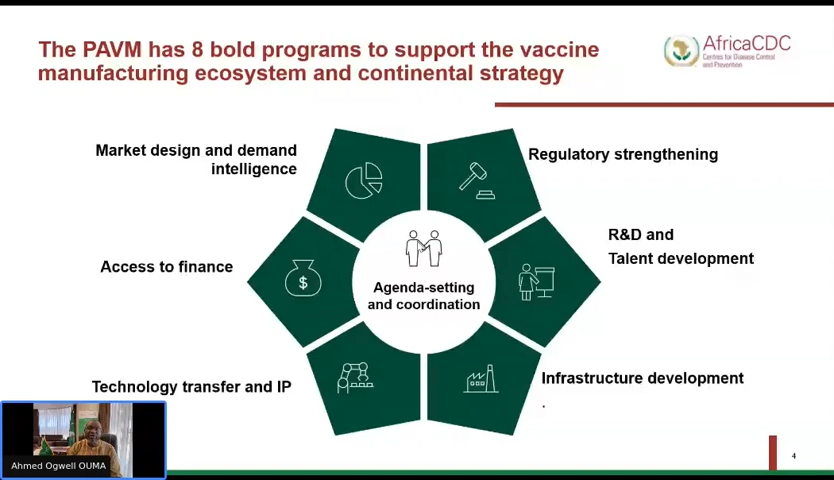 The PAVM has 8 bold programs to support the vaccine
manufacturing ecosystem and continental strategy
AfricaCDC
Centres for Disease Control
and Prevention
Market design and demand
intelligence
Regulatory strengthening
Access to finance
$
Agenda-setting
and coordination
R&D and
Talent development
Technology transfer and IP
Infrastructure development
.
Ahmed Ogwell OUMA
4